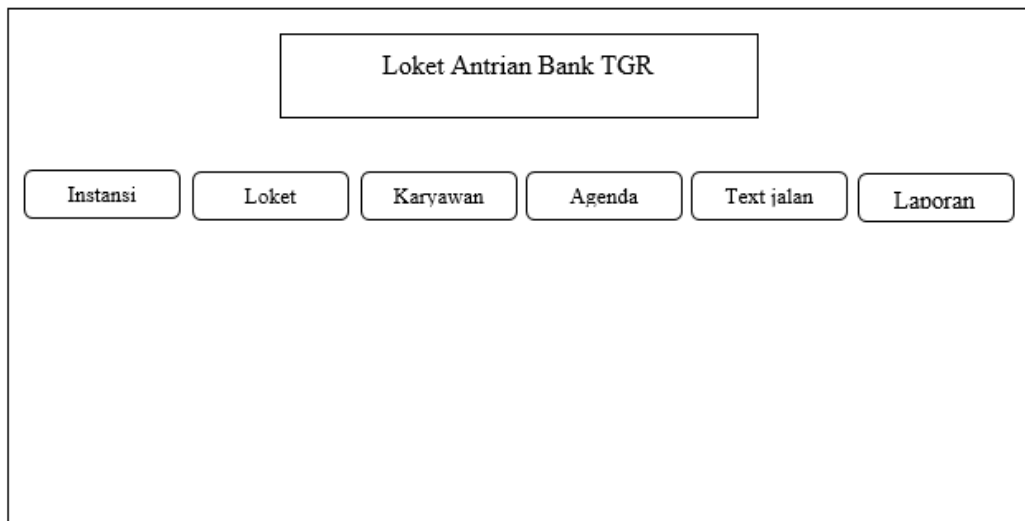 Loket Antrian Bank TGR
Instansi
Loket
Karyawan
Agenda
Text jalan
Laporan